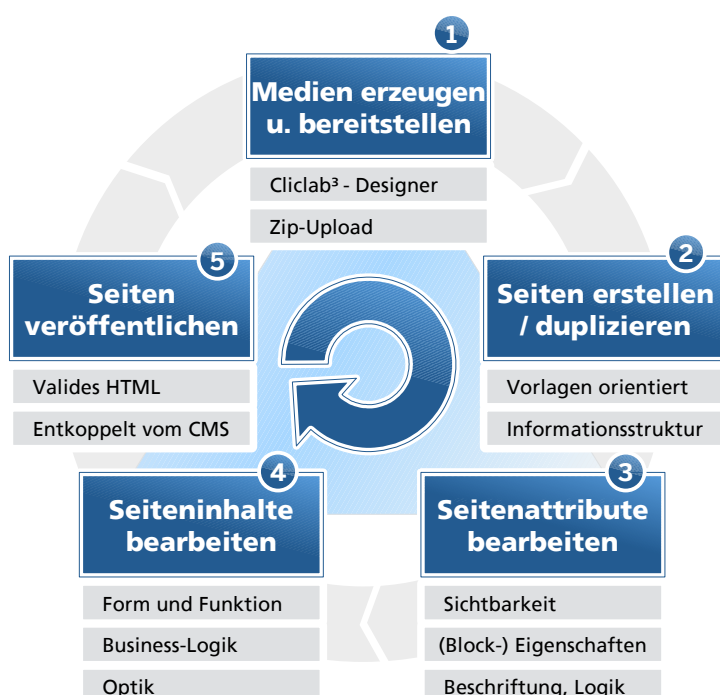 1
Medien erzeugen
u. bereitstellen
Cliclab³ - Designer
Zip-Upload
2
Seiten erstellen
/ duplizieren
Vorlagen orientiert
Informationsstruktur
3
Seitenattribute
bearbeiten
Sichtbarkeit
(Block-) Eigenschaften
Beschriftung, Logik
4
Seiteninhalte
bearbeiten
Form und Funktion
Business-Logik
Optik
5
Seiten
veröffentlichen
Valides HTML
Entkoppelt vom CMS